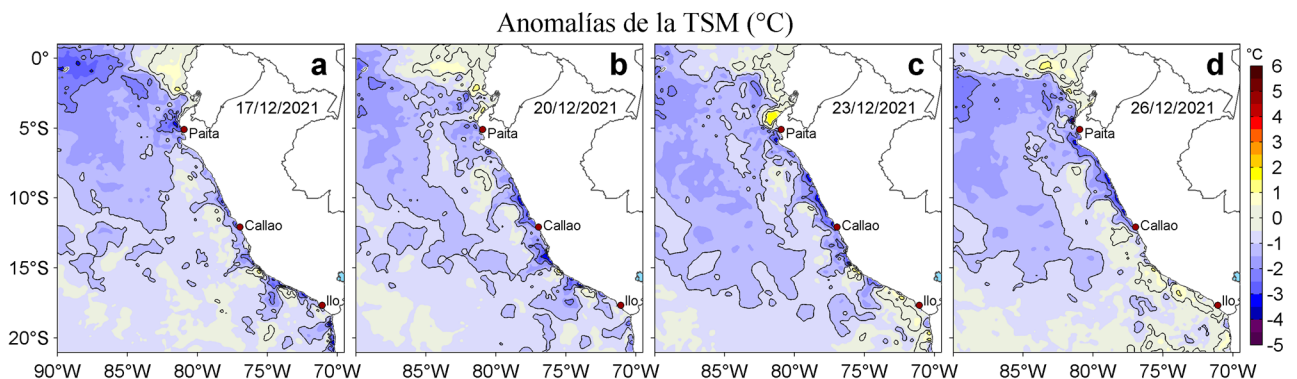 Anomalías de la TSM (°C)
a
17/12/2021
Paita
Callao
Ilo
b
20/12/2021
Paita
Callao
Ilo
c
23/12/2021
Paita
Callao
Ilo
d
26/12/2021
Paita
Callao
Ilo
0°
5°S
10°S
15°S
20°S
90°W 85°W 80°W 75°W 70°W
85°W 80°W 75°W 70°W
85°W 80°W 75°W 70°W
85°W 80°W 75°W 70°W
°C
6
5
4
3
2
1
0
-1
-2
-3
-4
-5